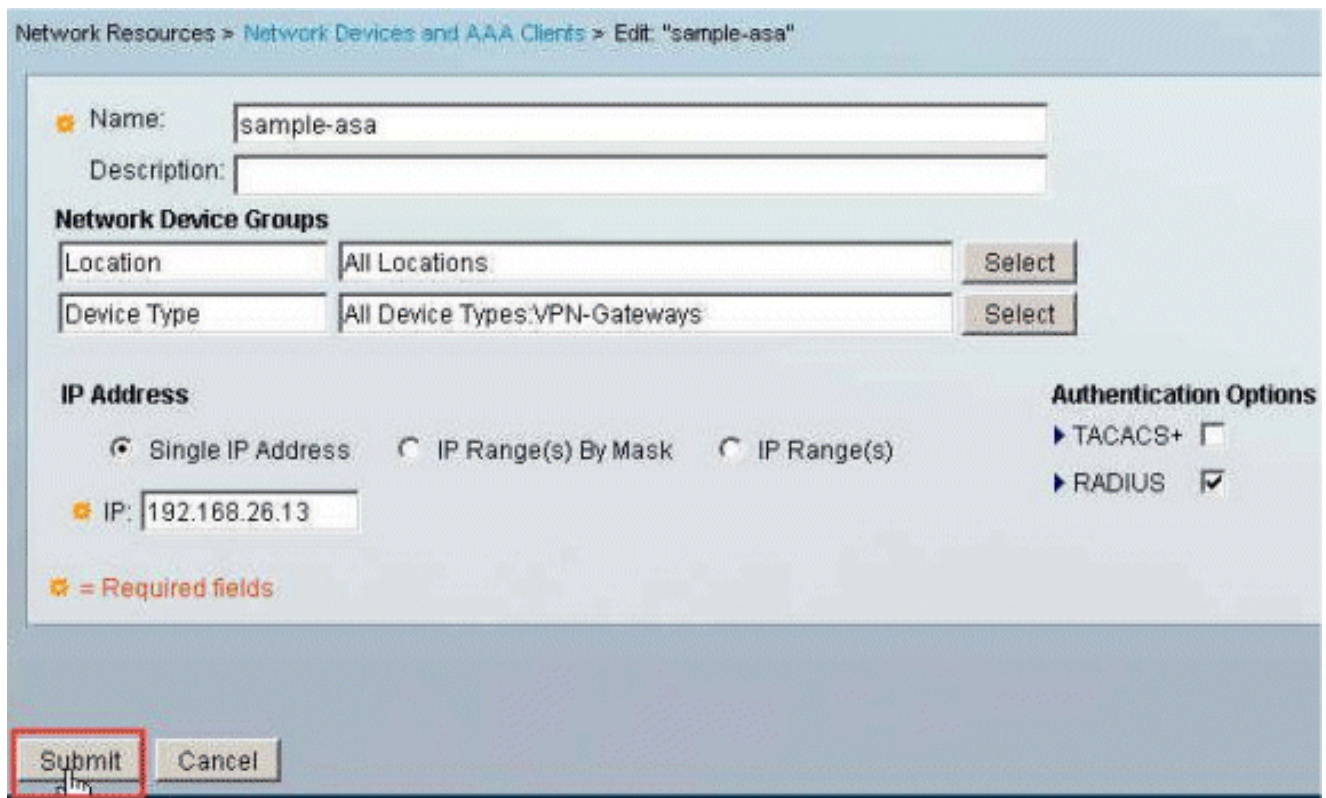 Network Resources > Network Devices and AAA Clients > Edit: "sample-asa"
Name: sample-asa
Description:
Network Device Groups
Location All Locations Select
Device Type All Device Types:VPN-Gateways Select
IP Address Authentication Options
Single IP Address IP Range(s) By Mask IP Range(s) TACACS+
RADIUS
IP: 192.168.26.13
= Required fields
Submit Cancel